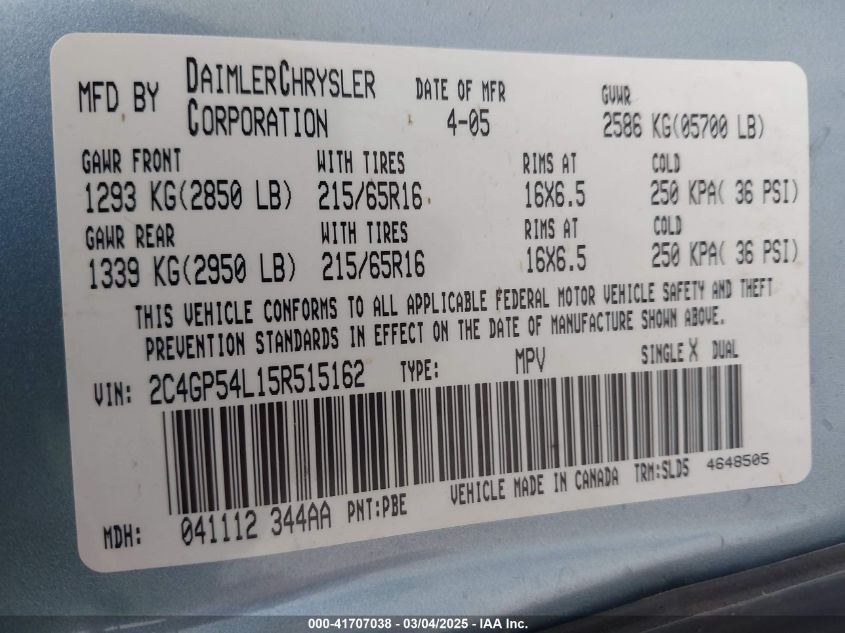 MFD BY DAIMLERCHRYSLER CORPORATION DATE OF MFR 4-05 GVWR 2586 KG(05700 LB)
GAWR FRONT WITH TIRES RIMS AT COLD
1293 KG(2850 LB) 215/65R16 16X6.5 250 KPA( 36 PSI)
GAWR REAR WITH TIRES RIMS AT COLD
1339 KG(2950 LB) 215/65R16 16X6.5 250 KPA( 36 PSI)
THIS VEHICLE CONFORMS TO ALL APPLICABLE FEDERAL MOTOR VEHICLE SAFETY AND THEFT
PREVENTION STANDARDS IN EFFECT ON THE DATE OF MANUFACTURE SHOWN ABOVE.
VIN: 2C4GP54L15R515162 TYPE: MPV SINGLE X DUAL
MDH: 041112 344AA PNT:PBE VEHICLE MADE IN CANADA TRM:SLD5 4648505
000-41707038 - 03/04/2025 - IAA Inc.